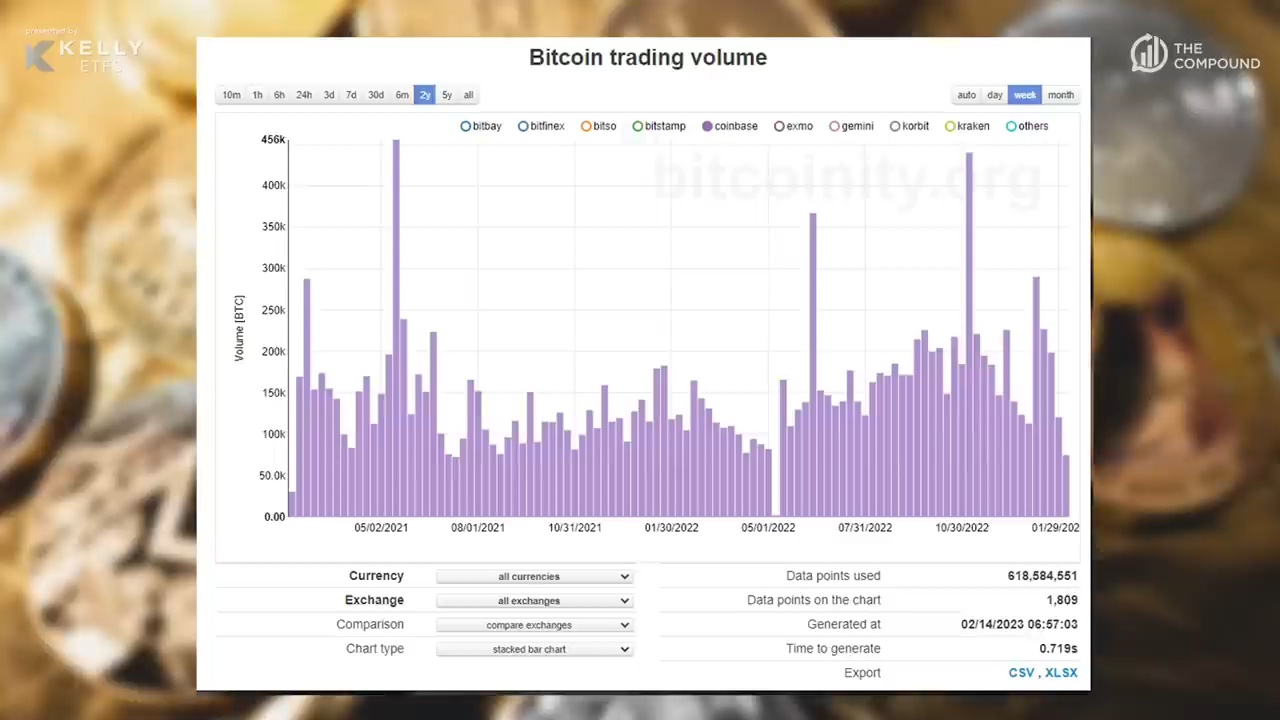 presented by
KELLY
ETFS
THE
COMPOUND
Bitcoin trading volume
10m 1h 6h 24h 3d 7d 30d 6m 2y 5y all
auto day week month
bitbay bitfinex bitso bitstamp coinbase exmo gemini korbit kraken others
bitcoinity.org
456k
400k
350k
300k
250k
200k
150k
100k
50.0k
0.00
Volume [BTC]
05/02/2021 08/01/2021 10/31/2021 01/30/2022 05/01/2022 07/31/2022 10/30/2022 01/29/202
Currency all currencies
Exchange all exchanges
Comparison compare exchanges
Chart type stacked bar chart
Data points used 618,584,551
Data points on the chart 1,809
Generated at 02/14/2023 06:57:03
Time to generate 0.719s
Export CSV , XLSX